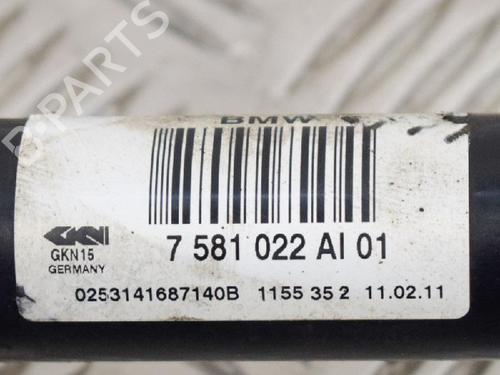 B-PARTS
BMW
GKN
7 581 022 AI 01
GKN15
GERMANY
0253141687140B 1155 35 2 11.02.11